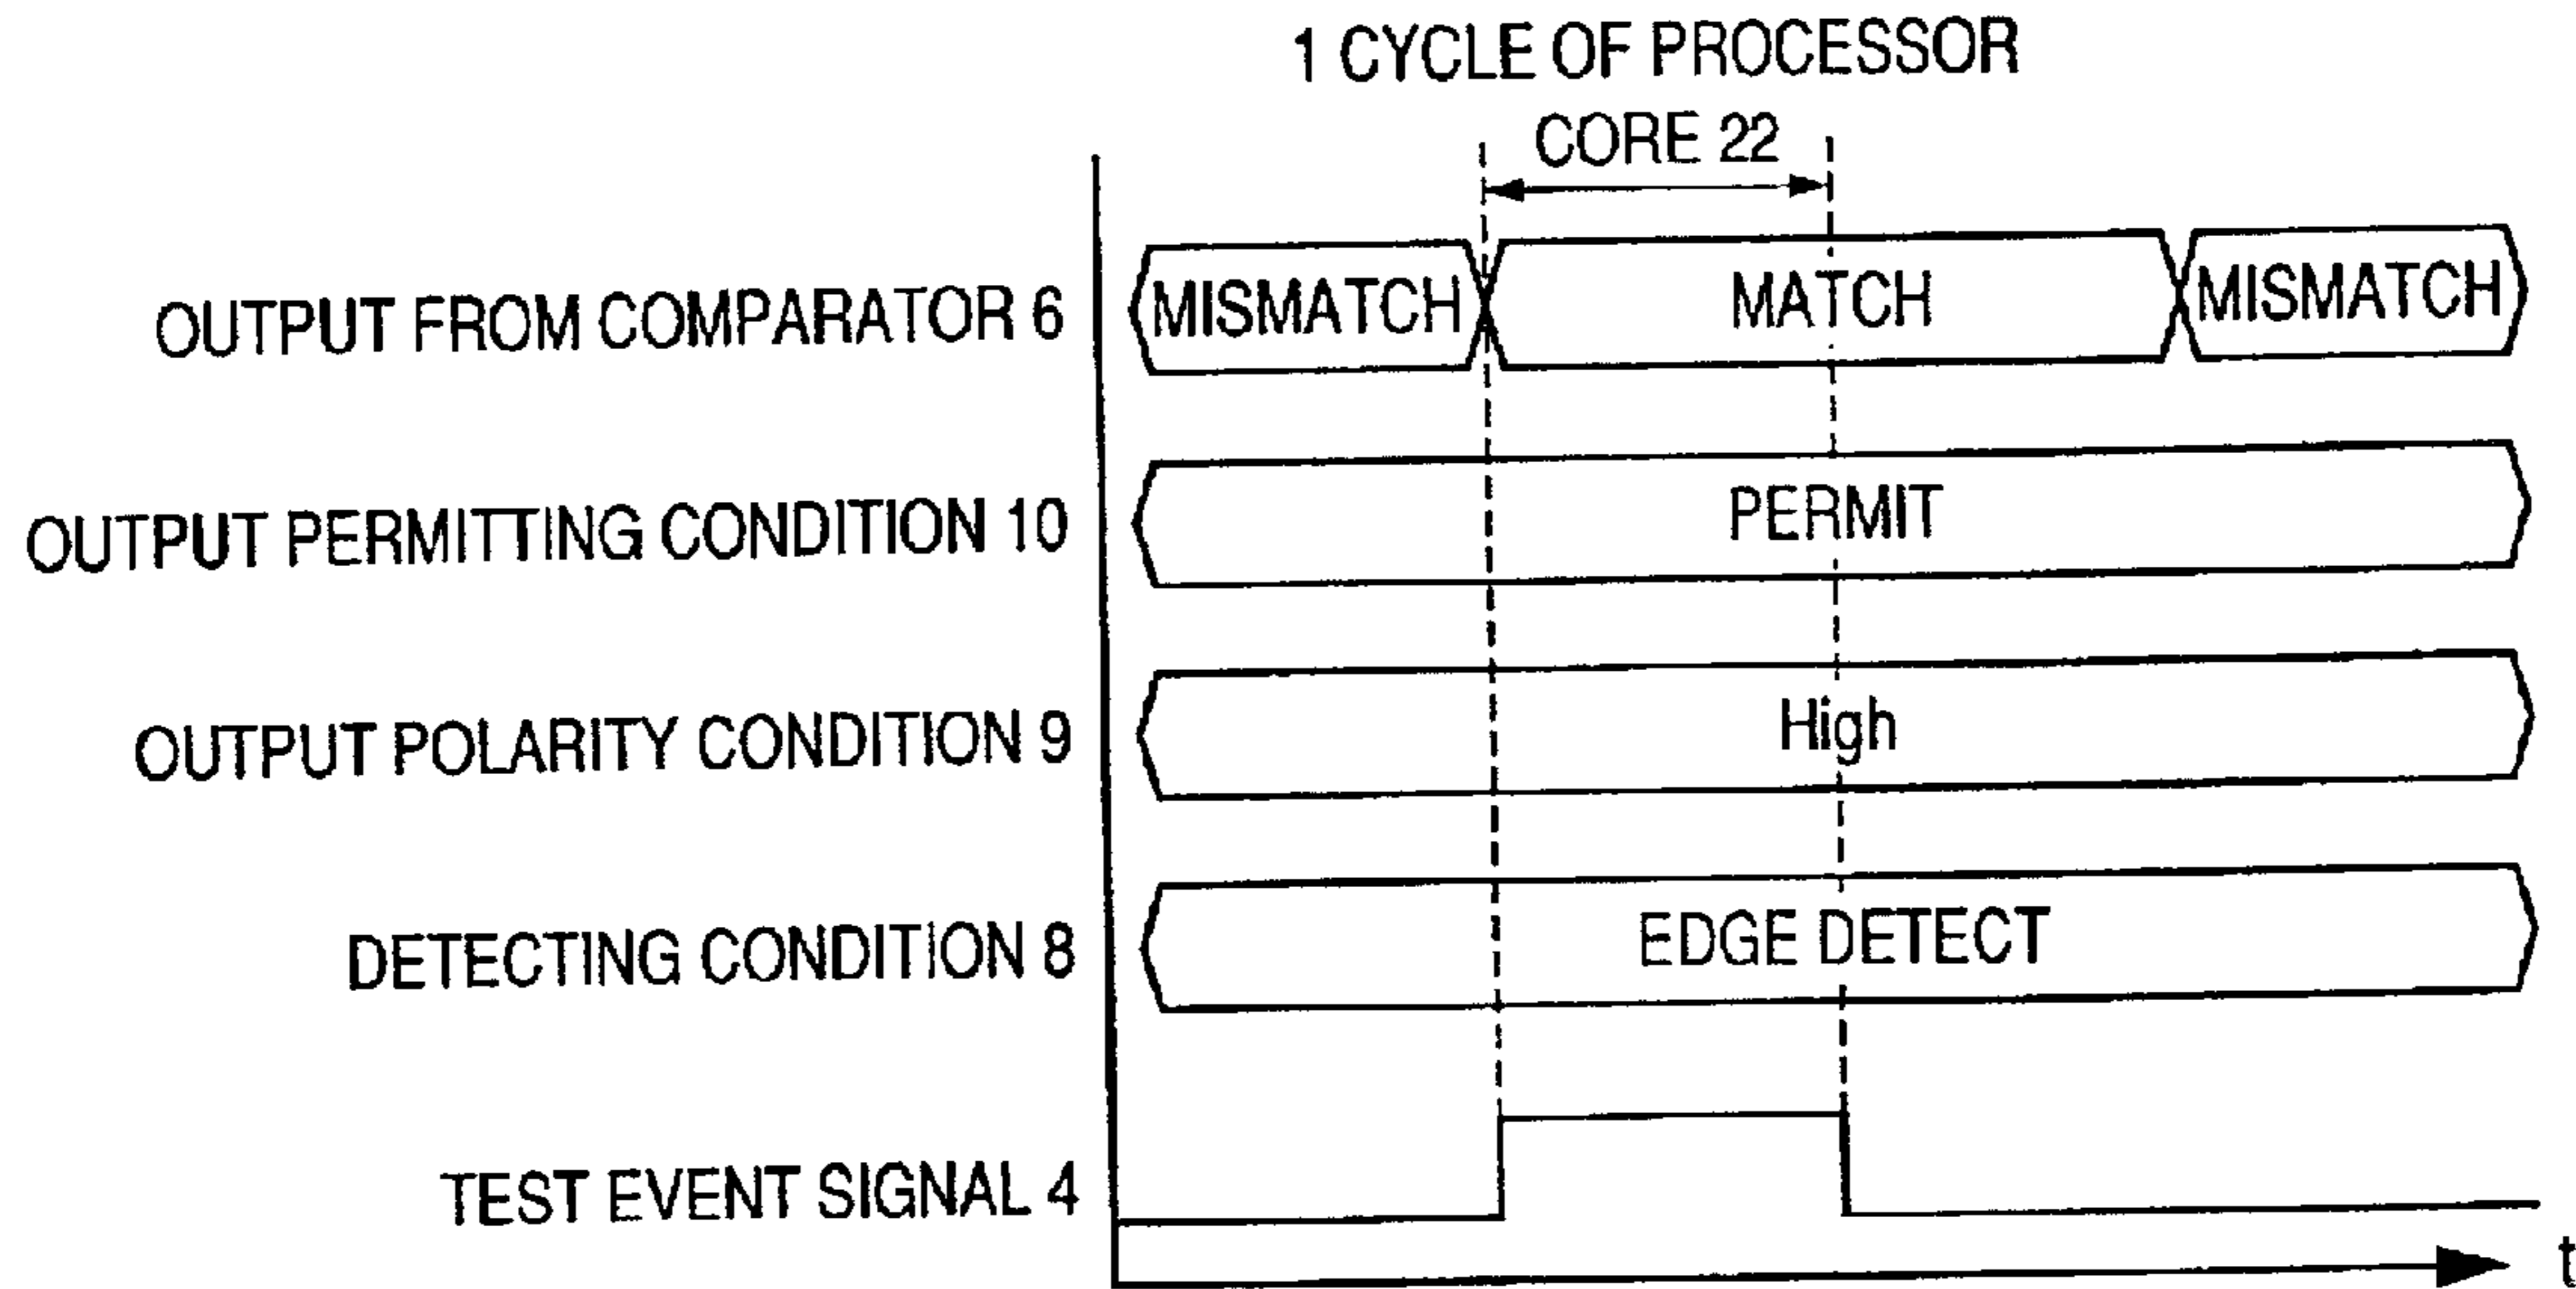 1 CYCLE OF PROCESSOR
CORE 22
OUTPUT FROM COMPARATOR 6
MISMATCH
MATCH
MISMATCH
OUTPUT PERMITTING CONDITION 10
PERMIT
OUTPUT POLARITY CONDITION 9
High
DETECTING CONDITION 8
EDGE DETECT
TEST EVENT SIGNAL 4
t